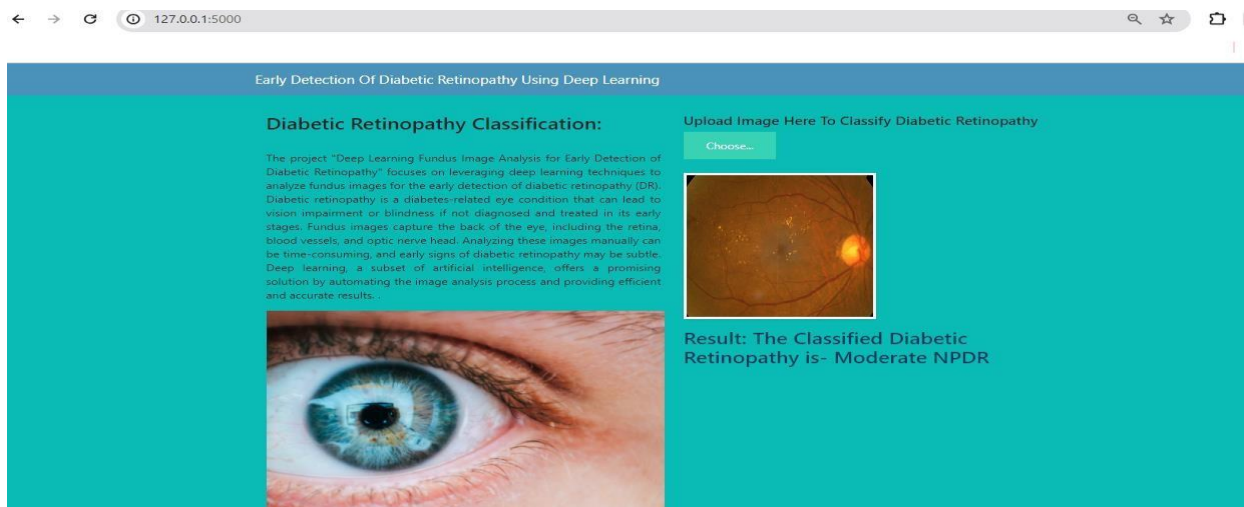 127.0.0.1:5000
Early Detection Of Diabetic Retinopathy Using Deep Learning
Diabetic Retinopathy Classification:
The project "Deep Learning Fundus Image Analysis for Early Detection of
Diabetic Retinopathy" focuses on leveraging deep learning techniques to
analyze fundus images for the early detection of diabetic retinopathy (DR).
Diabetic retinopathy is a diabetes-related eye condition that can lead to
vision impairment or blindness if not diagnosed and treated in its early
stages. Fundus images capture the back of the eye, including the retina,
blood vessels, and optic nerve head. Analyzing these images manually can
be time-consuming, and early signs of diabetic retinopathy may be subtle.
Deep learning, a subset of artificial intelligence, offers a promising
solution by automating the image analysis process and providing efficient
and accurate results. .
Upload Image Here To Classify Diabetic Retinopathy
Choose...
Result: The Classified Diabetic
Retinopathy is- Moderate NPDR